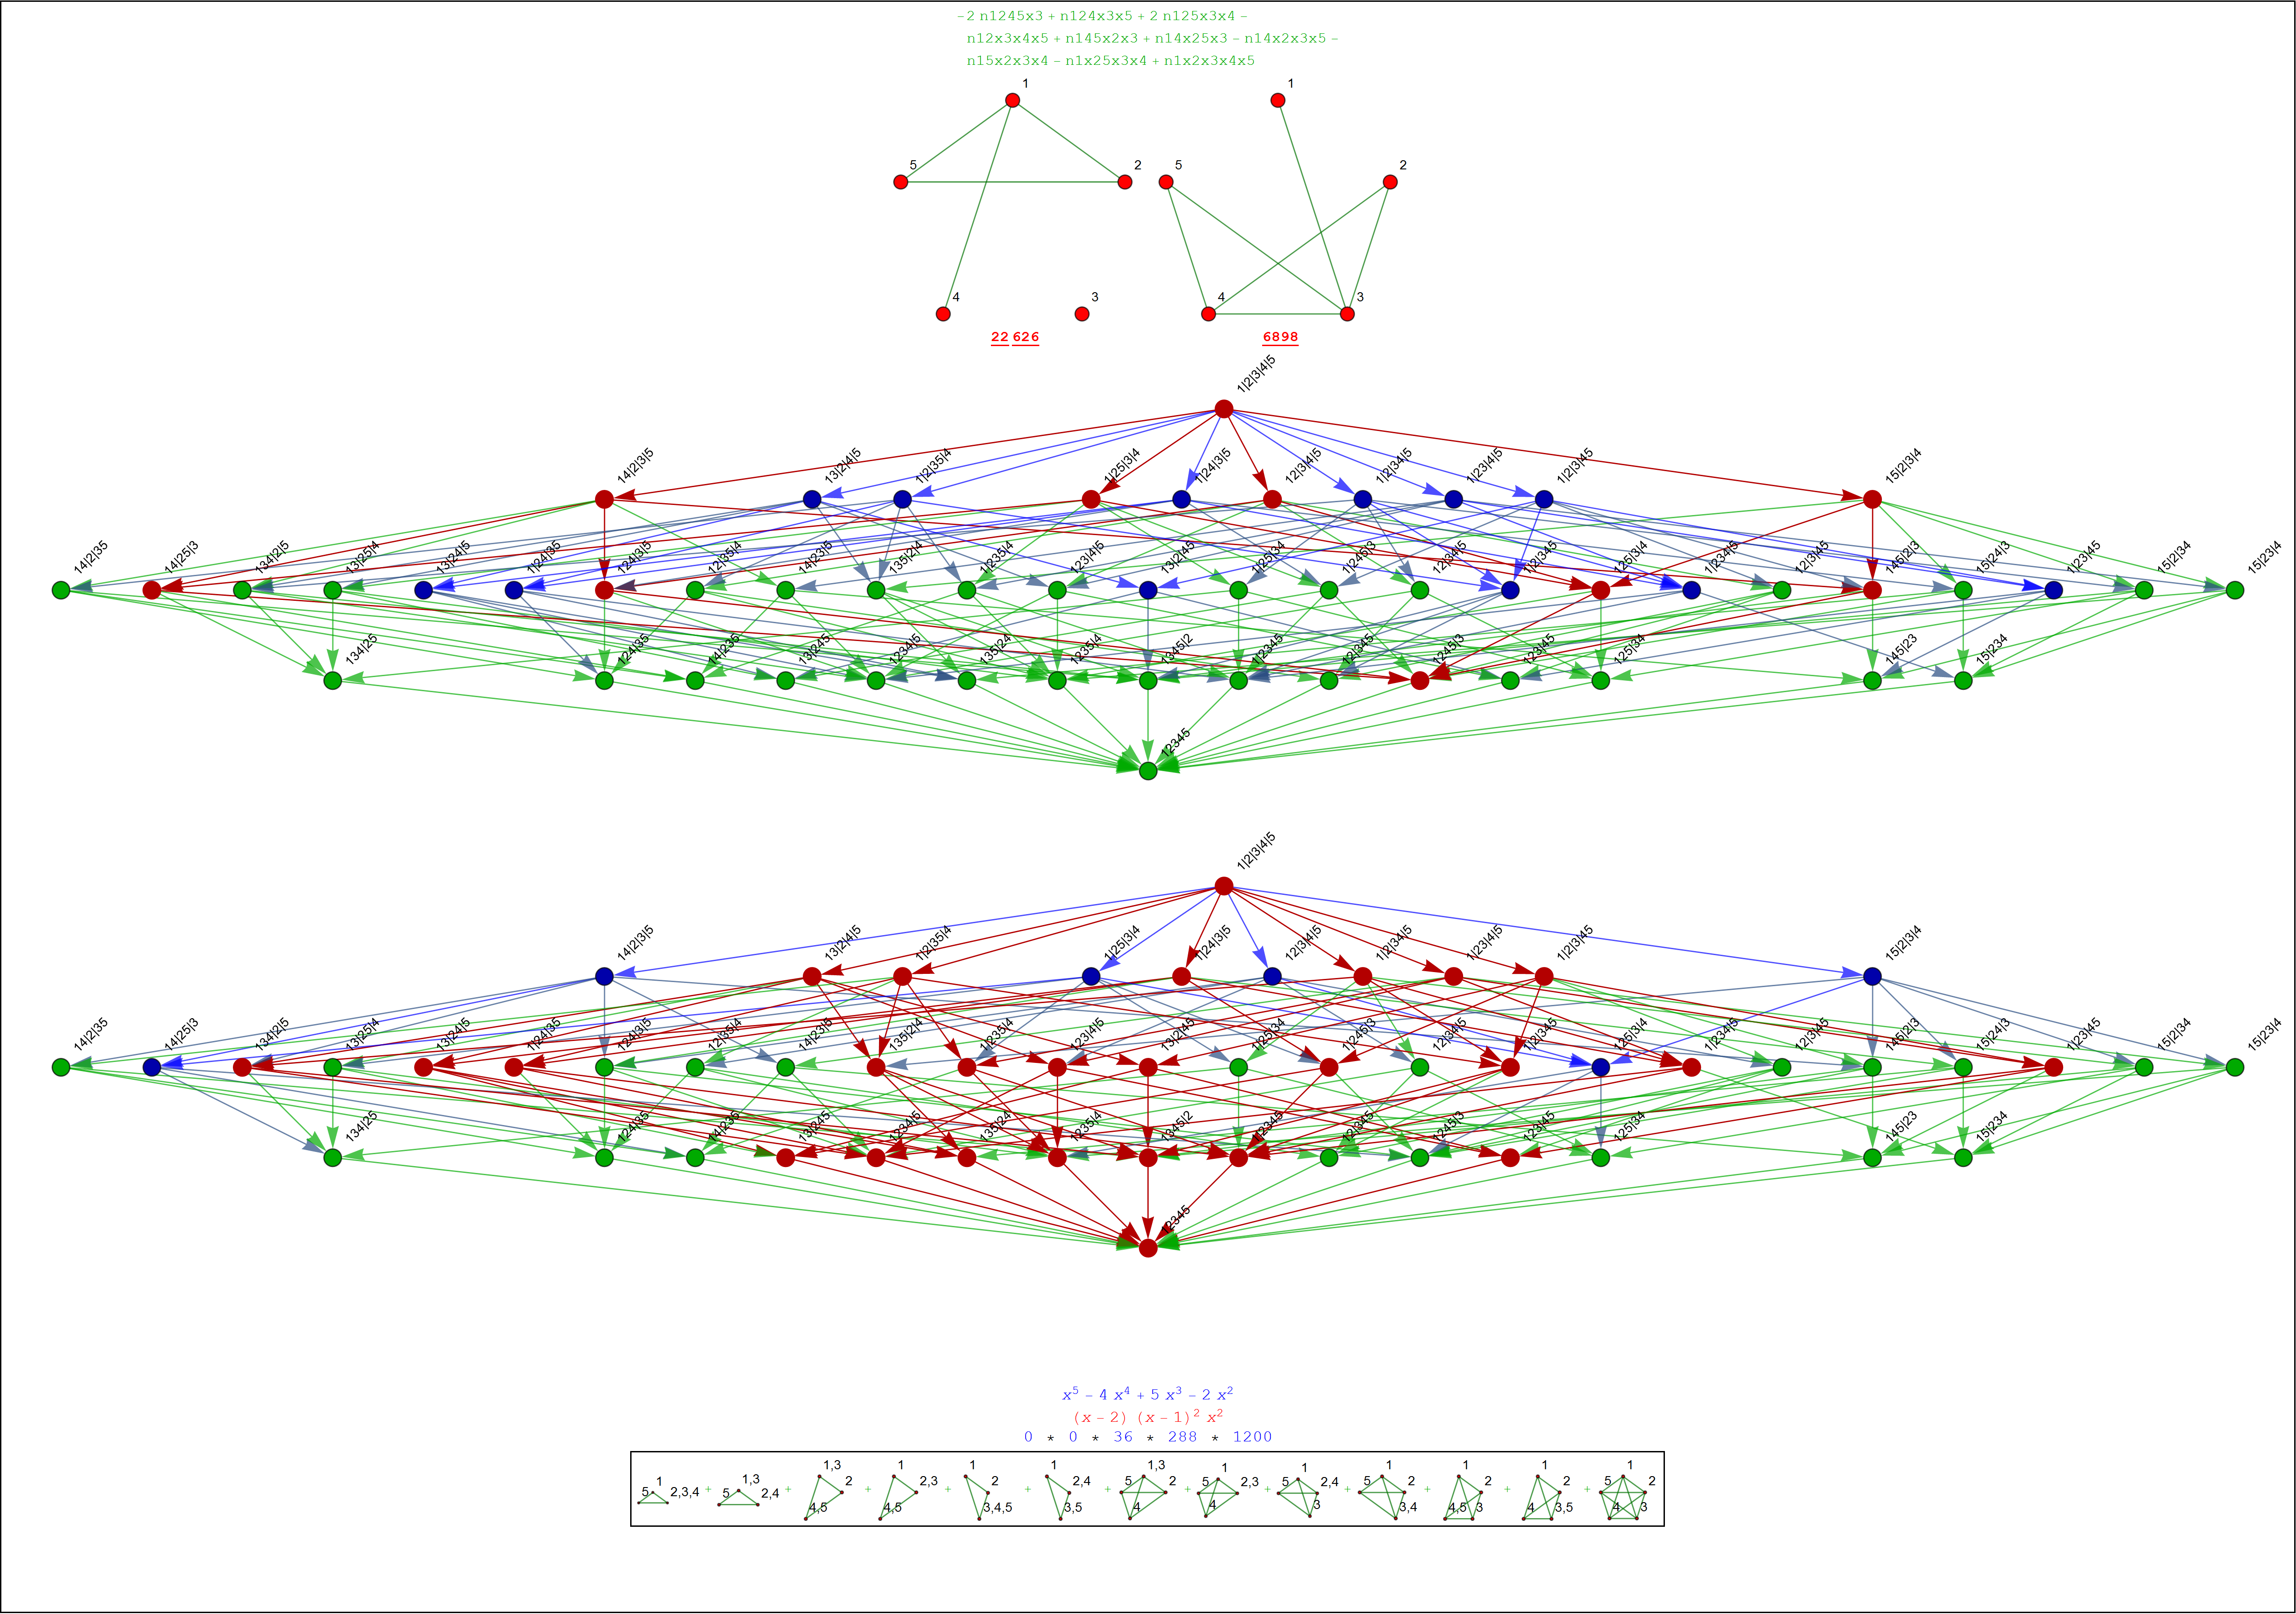 -2 n1245x3 + n124x3x5 + 2 n125x3x4 -
n12x3x4x5 + n145x2x3 + n14x25x3 - n14x2x3x5 -
n15x2x3x4 - n1x25x3x4 + n1x2x3x4x5
1 1
5 2 5 2
4 3 4 3
22 626 6898
1|2|3|4|5
14|2|3|5 13|2|4|5 1|2|35|4 1|25|3|4 1|24|3|5 12|3|4|5 1|2|34|5 1|23|4|5 1|2|3|45 15|2|3|4
14|2|35 14|25|3 134|2|5 13|25|4 13|24|5 1|24|35 124|3|5 12|35|4 14|23|5 135|2|4 1|235|4 123|4|5 13|2|45 1|25|34 1|245|3 12|34|5 1|2|345 125|3|4 1|234|5 12|3|45 145|2|3 15|24|3 1|23|45 15|2|34 15|23|4
134|25 124|35 14|235 13|245 1234|5 135|24 1235|4 1345|2 1|2345 12|345 1245|3 123|45 125|34 145|23 15|234
12345
1|2|3|4|5
14|2|3|5 13|2|4|5 1|2|35|4 1|25|3|4 1|24|3|5 12|3|4|5 1|2|34|5 1|23|4|5 1|2|3|45 15|2|3|4
14|2|35 14|25|3 134|2|5 13|25|4 13|24|5 1|24|35 124|3|5 12|35|4 14|23|5 135|2|4 1|235|4 123|4|5 13|2|45 1|25|34 1|245|3 12|34|5 1|2|345 125|3|4 1|234|5 12|3|45 145|2|3 15|24|3 1|23|45 15|2|34 15|23|4
134|25 124|35 14|235 13|245 1234|5 135|24 1235|4 1345|2 1|2345 12|345 1245|3 123|45 125|34 145|23 15|234
12345
x⁵ - 4 x⁴ + 5 x³ - 2 x²
(x - 2) (x - 1)² x²
0 * 0 * 36 * 288 * 1200
5 1 2,3,4 + 5 1,3 2,4 + 1,3 2 4,5 + 1 2,3 4,5 + 1 2 3,4,5 + 1 2,4 3,5 + 5 1,3 2 4 + 5 1 2,3 4 + 5 1 2,4 3 + 5 1 2 3,4 + 1 2 4,5 3 + 1 2 4 3,5 + 5 1 2 4 3